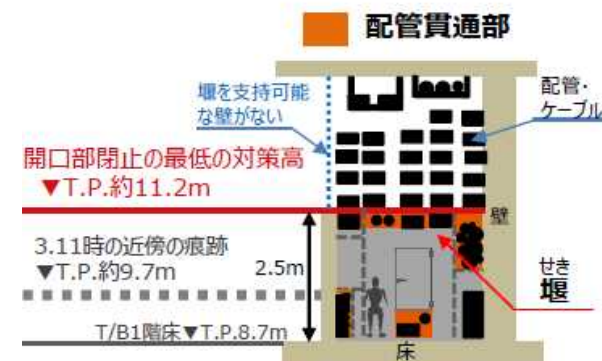 配管貫通部
堰を支持可能
な壁がない
配管・
ケーブル
開口部閉止の最低の対策高
▼T.P.約11.2m
壁
3.11時の近傍の痕跡
▼T.P.約9.7m
2.5m
せき
堰
T/B1階床▼T.P.8.7m
床